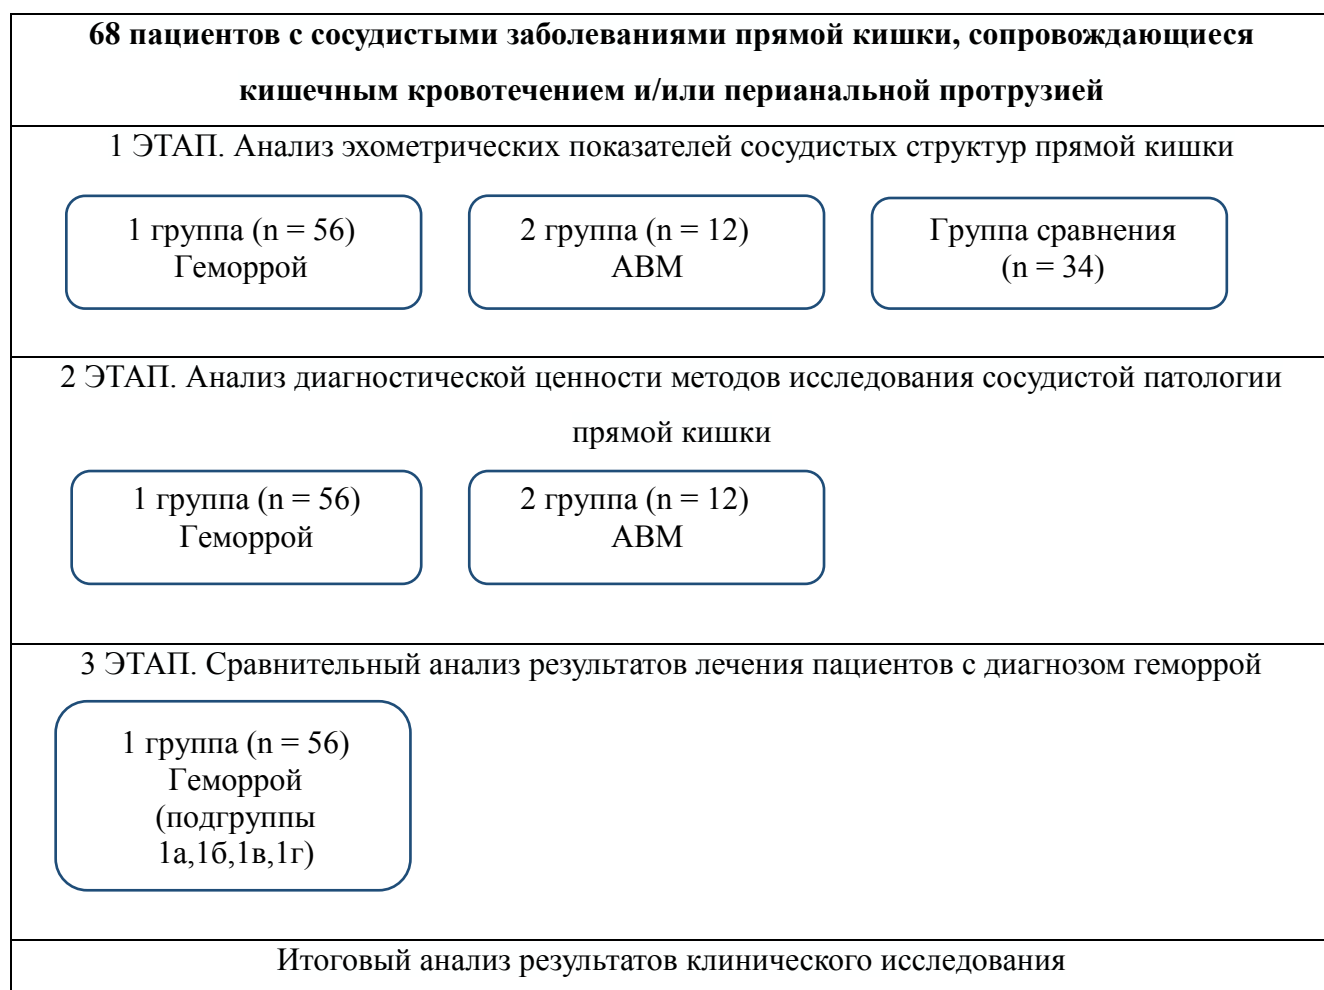 68 пациентов с сосудистыми заболеваниями прямой кишки, сопровождающиеся
кишечным кровотечением и/или перианальной протрузией
1 ЭТАП. Анализ эхометрических показателей сосудистых структур прямой кишки
1 группа (n = 56)
Геморрой
2 группа (n = 12)
АВМ
Группа сравнения
(n = 34)
2 ЭТАП. Анализ диагностической ценности методов исследования сосудистой патологии
прямой кишки
1 группа (n = 56)
Геморрой
2 группа (n = 12)
АВМ
3 ЭТАП. Сравнительный анализ результатов лечения пациентов с диагнозом геморрой
1 группа (n = 56)
Геморрой
(подгруппы
1а,1б,1в,1г)
Итоговый анализ результатов клинического исследования